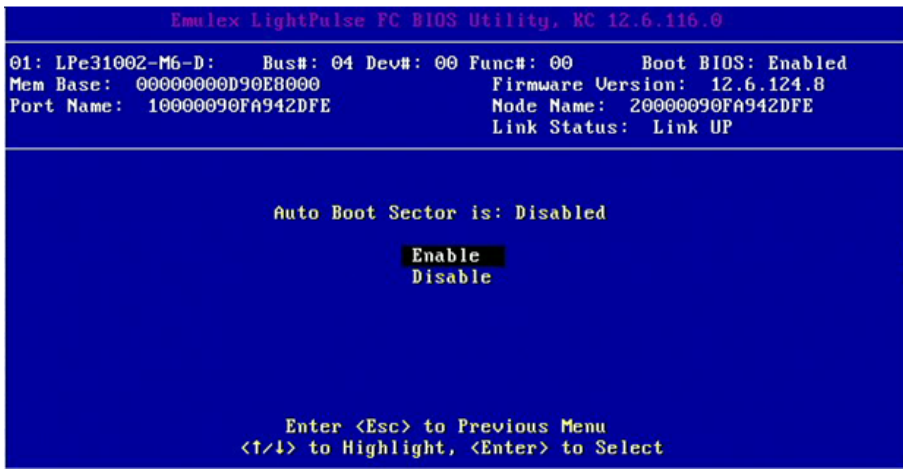 Emulex LightPulse FC BIOS Utility, KC 12.6.116.0
01: LPe31002-M6-D: Bus#: 04 Dev#: 00 Func#: 00 Boot BIOS: Enabled
Mem Base: 00000000D90E8000 Firmware Version: 12.6.124.8
Port Name: 10000090FA942DFE Node Name: 20000090FA942DFE
Link Status: Link UP
Auto Boot Sector is: Disabled
Enable
Disable
Enter <Esc> to Previous Menu
<↑/↓> to Highlight, <Enter> to Select